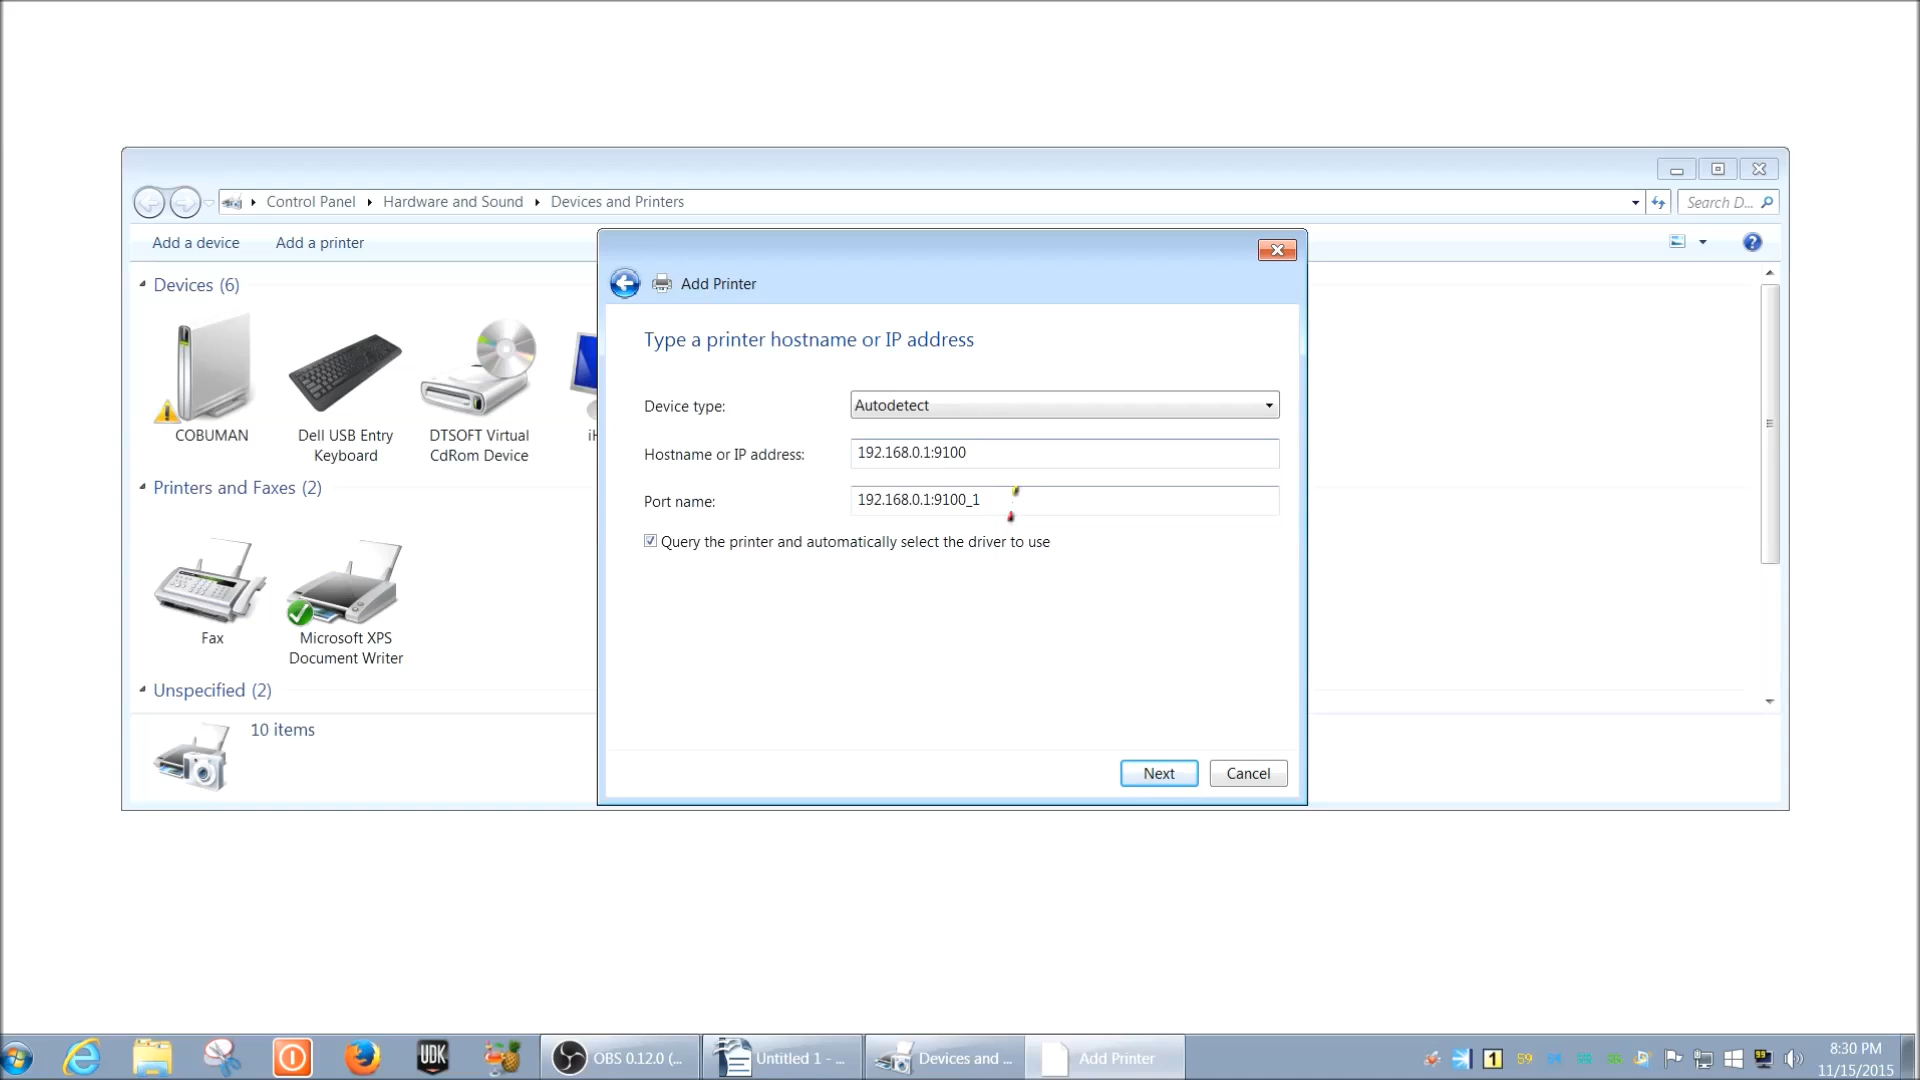 Control Panel
Hardware and Sound
Devices and Printers
Search D...
Add a device
Add a printer
Devices (6)
COBUMAN
Dell USB Entry
Keyboard
DTSOFT Virtual
CdRom Device
Printers and Faxes (2)
Fax
Microsoft XPS
Document Writer
Unspecified (2)
10 items
Add Printer
Type a printer hostname or IP address
Device type:
Autodetect
Hostname or IP address:
192.168.0.1:9100
Port name:
192.168.0.1:9100_1
Query the printer and automatically select the driver to use
Next
Cancel
UDK
OBS 0.12.0 (...
Untitled 1 - ...
Devices and ...
Add Printer
1
59
99
8:30 PM
11/15/2015